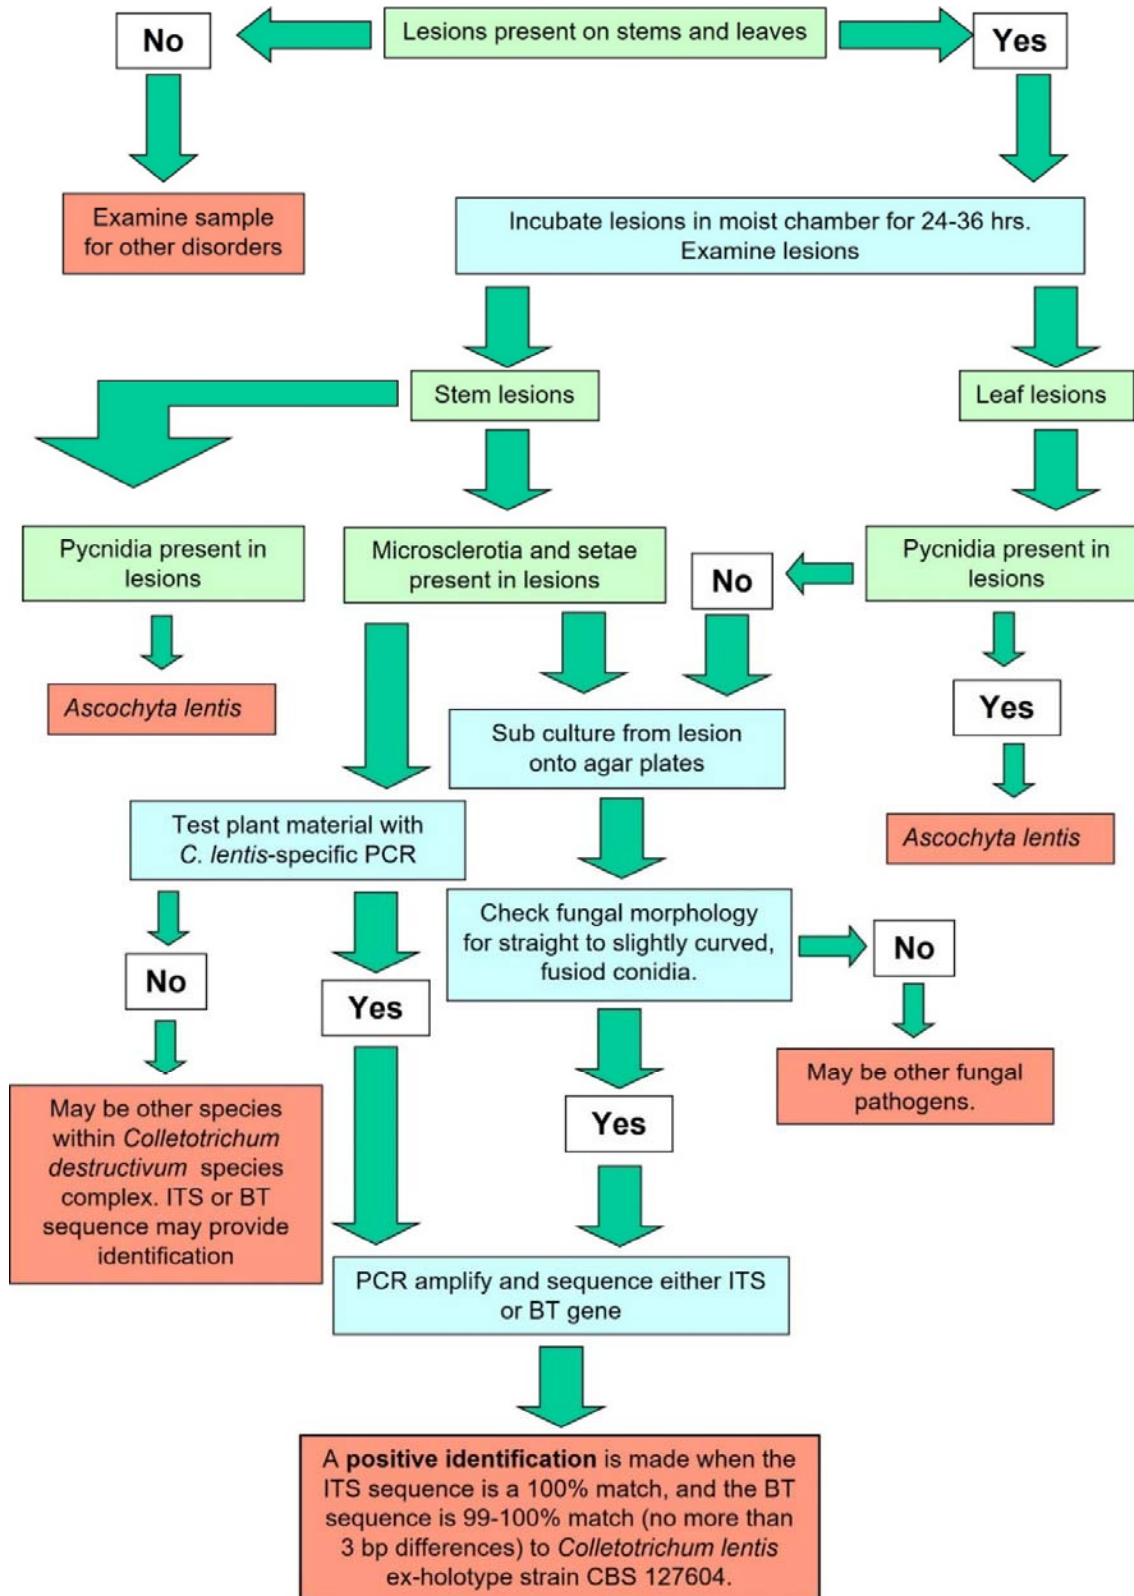 No
Lesions present on stems and leaves
Yes
Examine sample
for other disorders
Incubate lesions in moist chamber for 24-36 hrs.
Examine lesions
Stem lesions
Leaf lesions
Pycnidia present in
lesions
Microsclerotia and setae
present in lesions
No
Pycnidia present in
lesions
Ascochyta lentis
Sub culture from lesion
onto agar plates
Yes
Test plant material with
C. lentis-specific PCR
Ascochyta lentis
Check fungal morphology
for straight to slightly curved,
fusiod conidia.
No
No
Yes
May be other fungal
pathogens.
May be other species
within Colletotrichum
destructivum species
complex. ITS or BT
sequence may provide
identification
Yes
PCR amplify and sequence either ITS
or BT gene
A positive identification is made when the
ITS sequence is a 100% match, and the BT
sequence is 99-100% match (no more than
3 bp differences) to Colletotrichum lentis
ex-holotype strain CBS 127604.